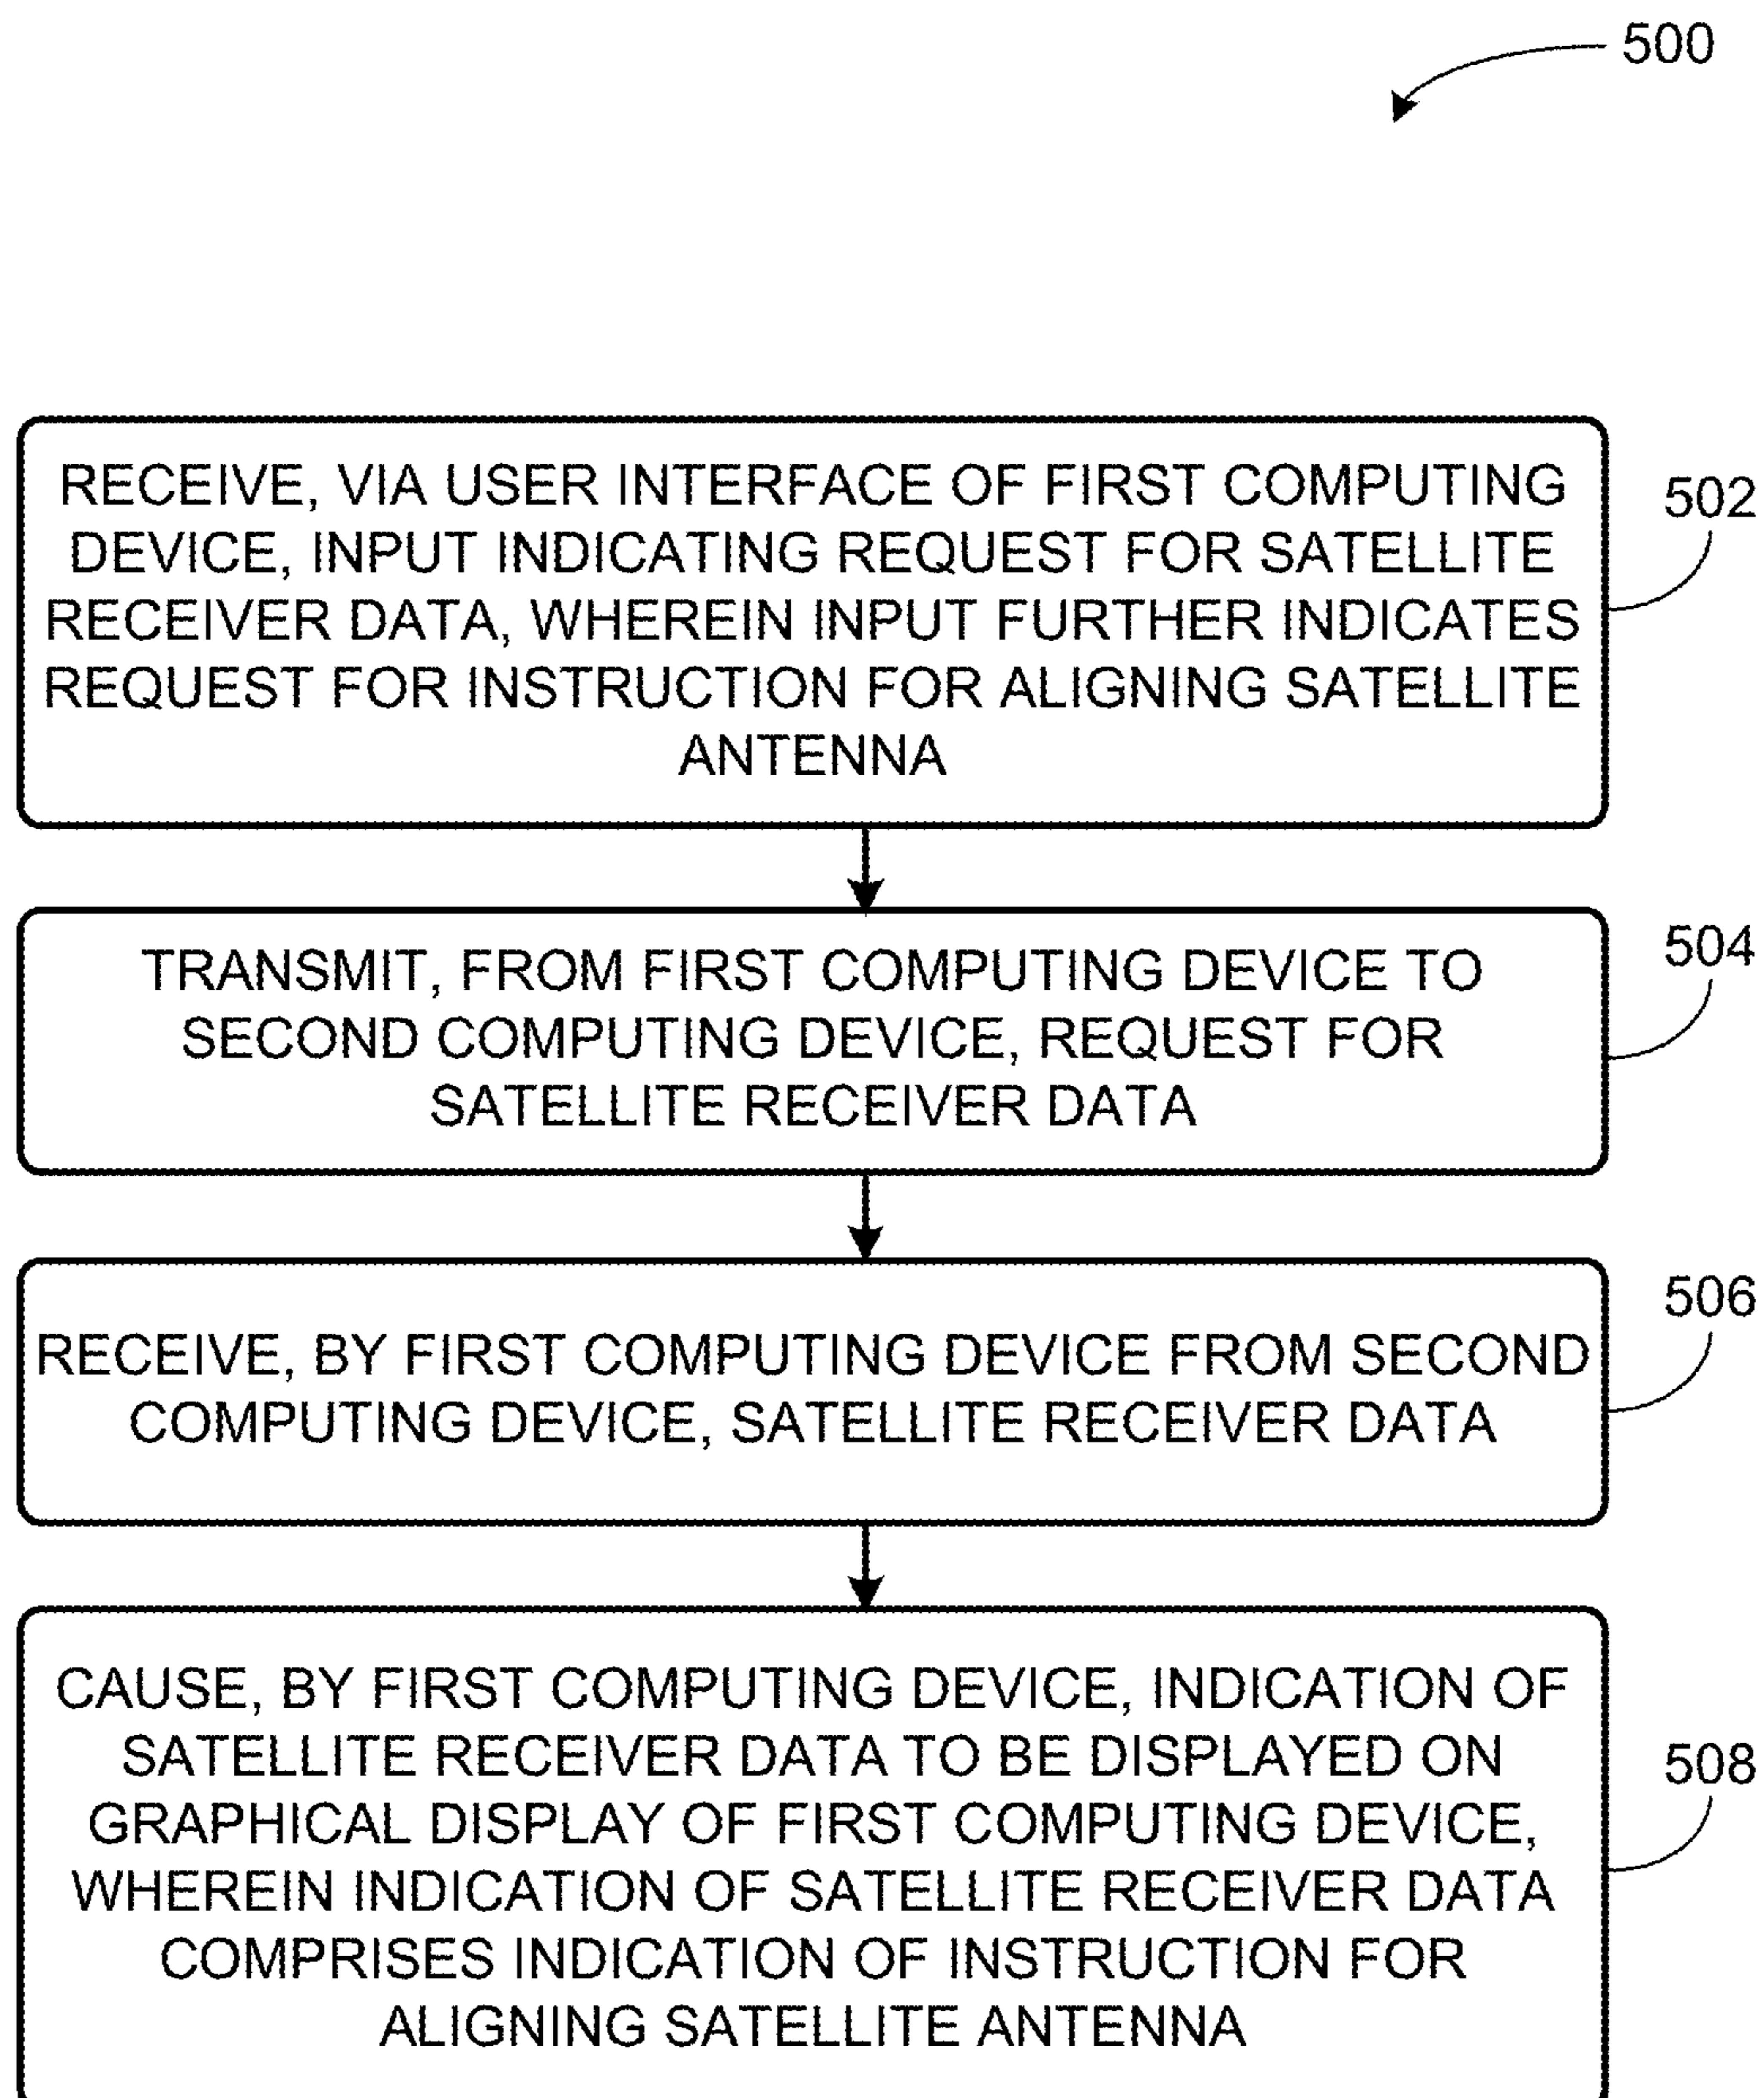 500
RECEIVE, VIA USER INTERFACE OF FIRST COMPUTING
DEVICE, INPUT INDICATING REQUEST FOR SATELLITE
RECEIVER DATA, WHEREIN INPUT FURTHER INDICATES
REQUEST FOR INSTRUCTION FOR ALIGNING SATELLITE
ANTENNA
502
TRANSMIT, FROM FIRST COMPUTING DEVICE TO
SECOND COMPUTING DEVICE, REQUEST FOR
SATELLITE RECEIVER DATA
504
RECEIVE, BY FIRST COMPUTING DEVICE FROM SECOND
COMPUTING DEVICE, SATELLITE RECEIVER DATA
506
CAUSE, BY FIRST COMPUTING DEVICE, INDICATION OF
SATELLITE RECEIVER DATA TO BE DISPLAYED ON
GRAPHICAL DISPLAY OF FIRST COMPUTING DEVICE,
WHEREIN INDICATION OF SATELLITE RECEIVER DATA
COMPRISES INDICATION OF INSTRUCTION FOR
ALIGNING SATELLITE ANTENNA
508